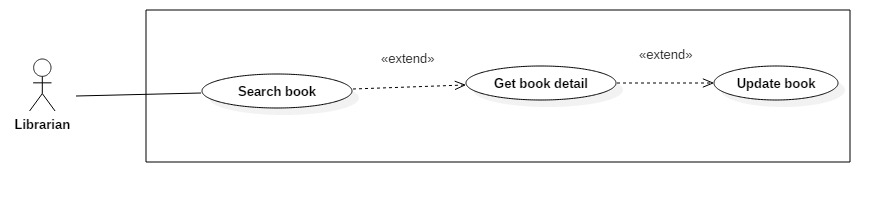 «extend»
«extend»
Search book
Get book detail
Update book
Librarian